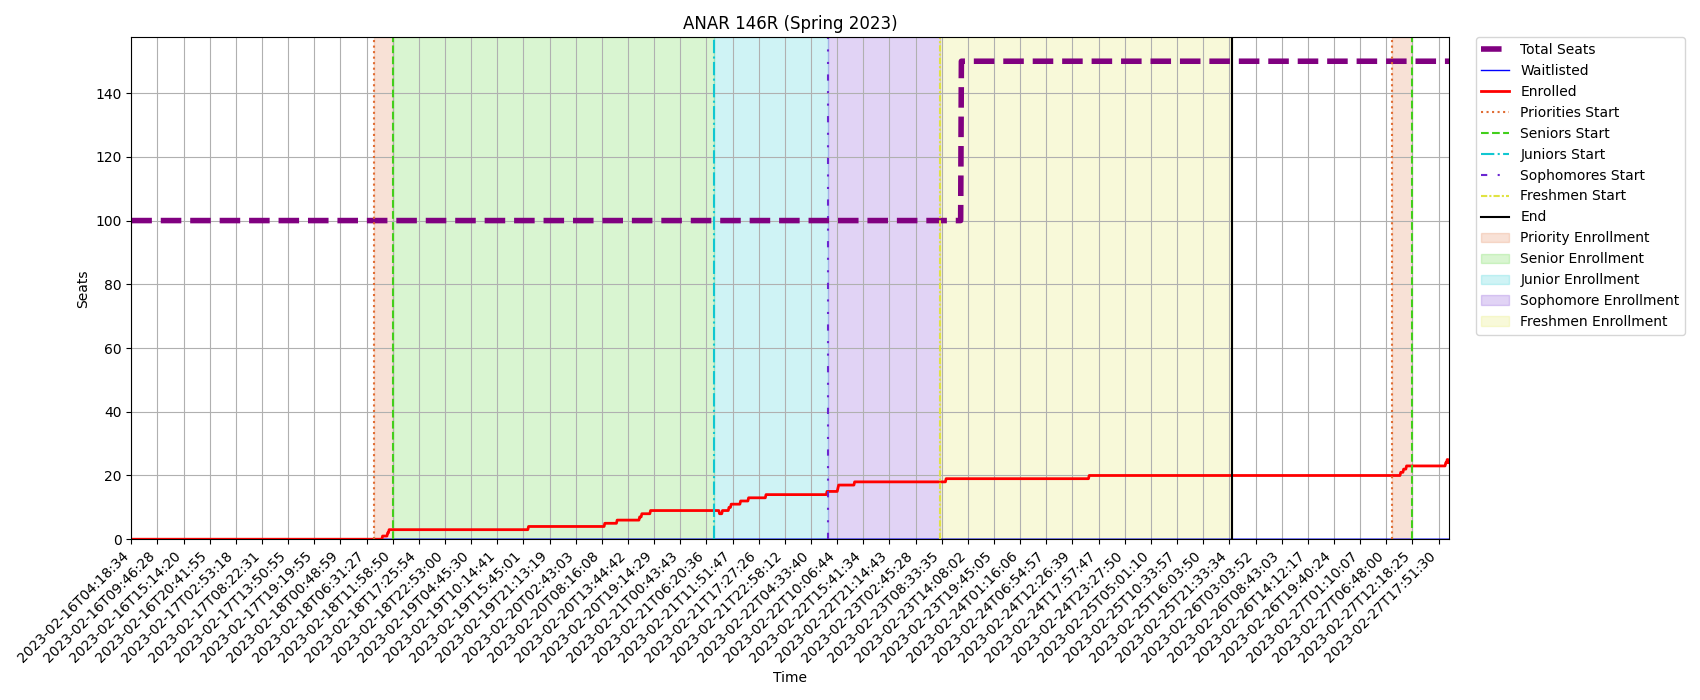 ANAR 146R (Spring 2023)
Seats
140
120
100
80
60
40
20
0
2023-02-16T04:18:34
2023-02-16T09:46:28
2023-02-16T15:14:20
2023-02-16T20:41:55
2023-02-17T02:53:18
2023-02-17T08:22:31
2023-02-17T13:50:55
2023-02-17T19:19:55
2023-02-18T00:48:59
2023-02-18T06:31:27
2023-02-18T11:58:50
2023-02-18T17:25:54
2023-02-18T22:53:00
2023-02-19T04:45:30
2023-02-19T10:14:41
2023-02-19T15:45:01
2023-02-19T21:13:19
2023-02-20T02:43:03
2023-02-20T08:16:08
2023-02-20T13:44:42
2023-02-20T19:14:29
2023-02-21T00:43:43
2023-02-21T06:20:36
2023-02-21T11:51:47
2023-02-21T17:27:26
2023-02-21T22:58:12
2023-02-22T04:33:40
2023-02-22T10:06:44
2023-02-22T15:41:34
2023-02-22T21:14:43
2023-02-23T02:45:28
2023-02-23T08:33:35
2023-02-23T14:08:02
2023-02-23T19:45:05
2023-02-24T01:16:06
2023-02-24T06:54:57
2023-02-24T12:26:39
2023-02-24T17:57:47
2023-02-24T23:27:50
2023-02-25T05:01:10
2023-02-25T10:33:57
2023-02-25T16:03:50
2023-02-25T21:33:34
2023-02-26T03:03:52
2023-02-26T08:43:03
2023-02-26T14:12:17
2023-02-26T19:40:24
2023-02-27T01:10:07
2023-02-27T06:48:00
2023-02-27T12:18:25
2023-02-27T17:51:30
Time
Total Seats
Waitlisted
Enrolled
Priorities Start
Seniors Start
Juniors Start
Sophomores Start
Freshmen Start
End
Priority Enrollment
Senior Enrollment
Junior Enrollment
Sophomore Enrollment
Freshmen Enrollment